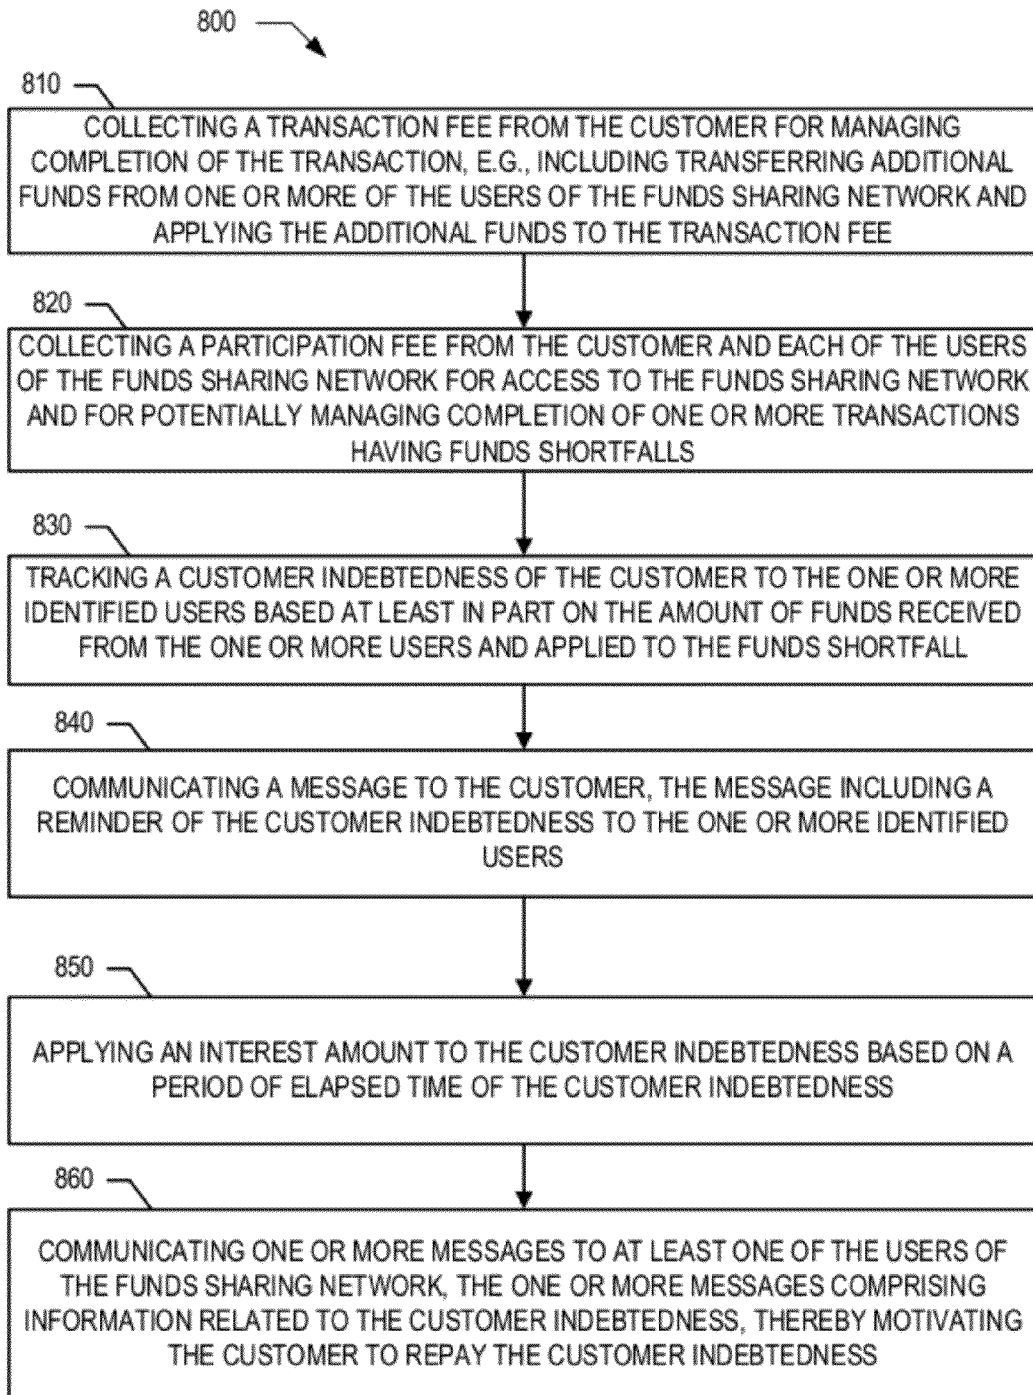 800
810
COLLECTING A TRANSACTION FEE FROM THE CUSTOMER FOR MANAGING
COMPLETION OF THE TRANSACTION, E.G., INCLUDING TRANSFERRING ADDITIONAL
FUNDS FROM ONE OR MORE OF THE USERS OF THE FUNDS SHARING NETWORK AND
APPLYING THE ADDITIONAL FUNDS TO THE TRANSACTION FEE
820
COLLECTING A PARTICIPATION FEE FROM THE CUSTOMER AND EACH OF THE USERS
OF THE FUNDS SHARING NETWORK FOR ACCESS TO THE FUNDS SHARING NETWORK
AND FOR POTENTIALLY MANAGING COMPLETION OF ONE OR MORE TRANSACTIONS
HAVING FUNDS SHORTFALLS
830
TRACKING A CUSTOMER INDEBTEDNESS OF THE CUSTOMER TO THE ONE OR MORE
IDENTIFIED USERS BASED AT LEAST IN PART ON THE AMOUNT OF FUNDS RECEIVED
FROM THE ONE OR MORE USERS AND APPLIED TO THE FUNDS SHORTFALL
840
COMMUNICATING A MESSAGE TO THE CUSTOMER, THE MESSAGE INCLUDING A
REMINDER OF THE CUSTOMER INDEBTEDNESS TO THE ONE OR MORE IDENTIFIED
USERS
850
APPLYING AN INTEREST AMOUNT TO THE CUSTOMER INDEBTEDNESS BASED ON A
PERIOD OF ELAPSED TIME OF THE CUSTOMER INDEBTEDNESS
860
COMMUNICATING ONE OR MORE MESSAGES TO AT LEAST ONE OF THE USERS OF
THE FUNDS SHARING NETWORK, THE ONE OR MORE MESSAGES COMPRISING
INFORMATION RELATED TO THE CUSTOMER INDEBTEDNESS, THEREBY MOTIVATING
THE CUSTOMER TO REPAY THE CUSTOMER INDEBTEDNESS